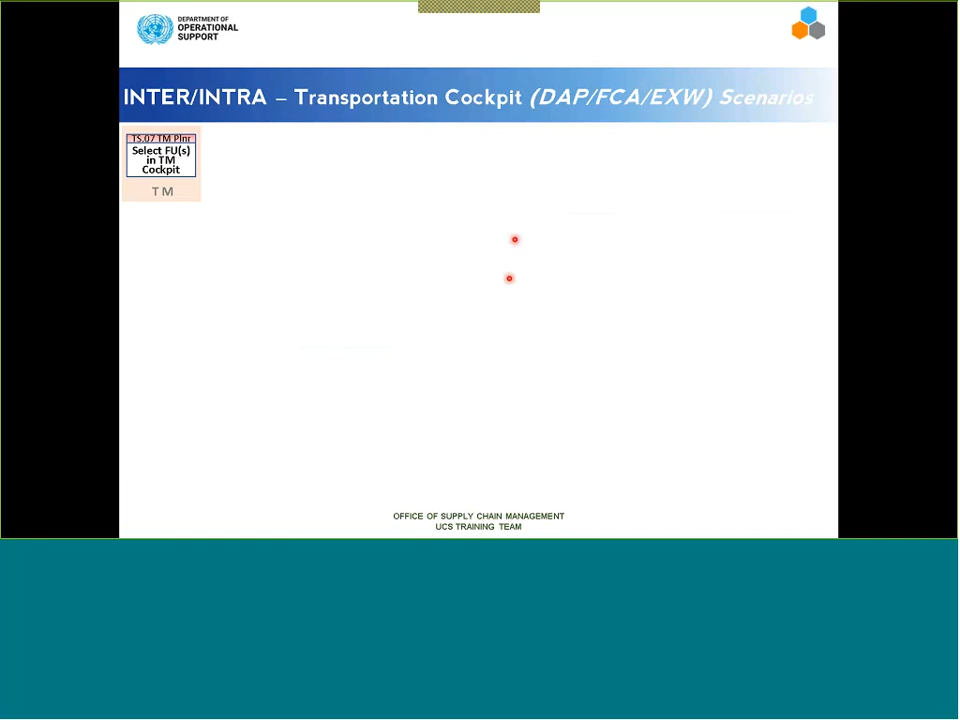 DEPARTMENT OF
OPERATIONAL
SUPPORT
INTER/INTRA – Transportation Cockpit (DAP/FCA/EXW) Scenarios
TS.07 TM Plnr
Select FU(s)
in TM
Cockpit
TM
OFFICE OF SUPPLY CHAIN MANAGEMENT
UCS TRAINING TEAM